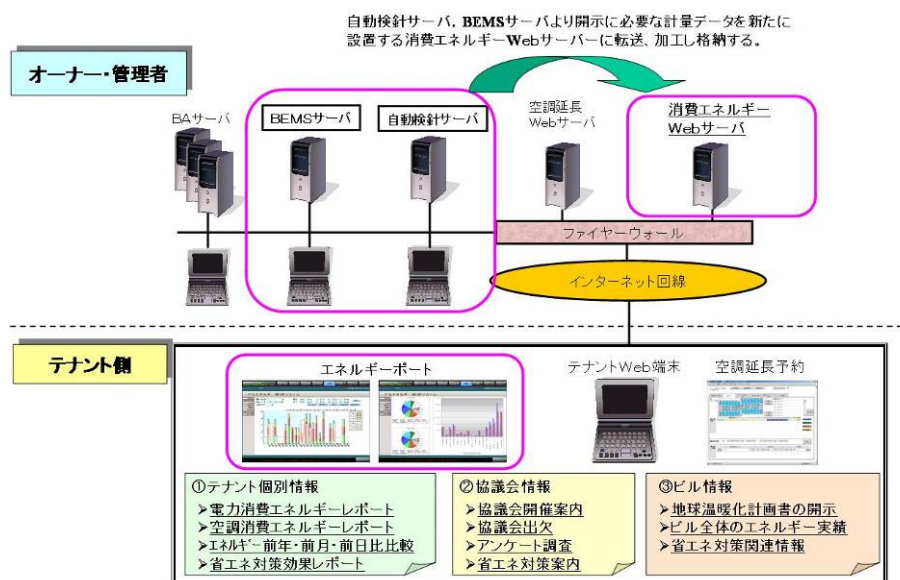 自動検針サーバ，BEMSサーバより開示に必要な計量データを新たに
設置する消費エネルギーWebサーバーに転送、加工し格納する。
オーナー・管理者
BAサーバ
BEMSサーバ
自動検針サーバ
空調延長
Webサーバ
消費エネルギー
Webサーバ
ファイヤーウォール
インターネット回線
テナント側
エネルギーポート
テナントWeb端末
空調延長予約
①テナント個別情報
➢電力消費エネルギーレポート
➢空調消費エネルギーレポート
➢エネルギー前年・前月・前日比比較
➢省エネ対策効果レポート
②協議会情報
➢協議会開催案内
➢協議会出欠
➢アンケート調査
➢省エネ対策案内
③ビル情報
➢地球温暖化計画書の開示
➢ビル全体のエネルギー実績
➢省エネ対策関連情報